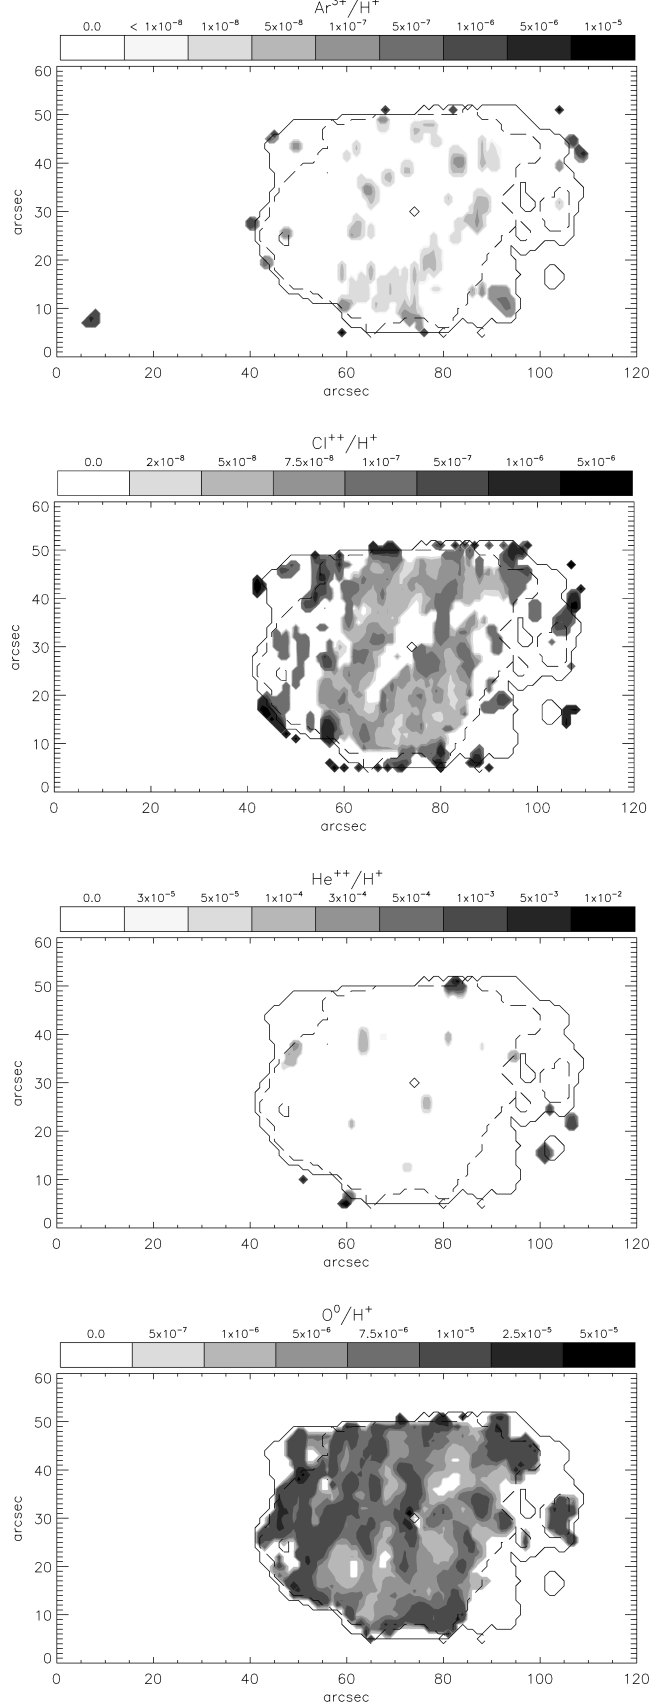 Ar³⁺/H⁺
0.0 < 1x10⁻⁸ 1x10⁻⁸ 5x10⁻⁸ 1x10⁻⁷ 5x10⁻⁷ 1x10⁻⁶ 5x10⁻⁶ 1x10⁻⁵
60
50
40
30
20
10
0
arcsec
0 20 40 60 80 100 120
arcsec
Cl⁺⁺/H⁺
0.0 2x10⁻⁸ 5x10⁻⁸ 7.5x10⁻⁸ 1x10⁻⁷ 5x10⁻⁷ 1x10⁻⁶ 5x10⁻⁶
60
50
40
30
20
10
0
arcsec
0 20 40 60 80 100 120
arcsec
He⁺⁺/H⁺
0.0 3x10⁻⁵ 5x10⁻⁵ 1x10⁻⁴ 3x10⁻⁴ 5x10⁻⁴ 1x10⁻³ 5x10⁻³ 1x10⁻²
60
50
40
30
20
10
0
arcsec
0 20 40 60 80 100 120
arcsec
O⁰/H⁺
0.0 5x10⁻⁷ 1x10⁻⁶ 5x10⁻⁶ 7.5x10⁻⁶ 1x10⁻⁵ 2.5x10⁻⁵ 5x10⁻⁵
60
50
40
30
20
10
0
arcsec
0 20 40 60 80 100 120
arcsec